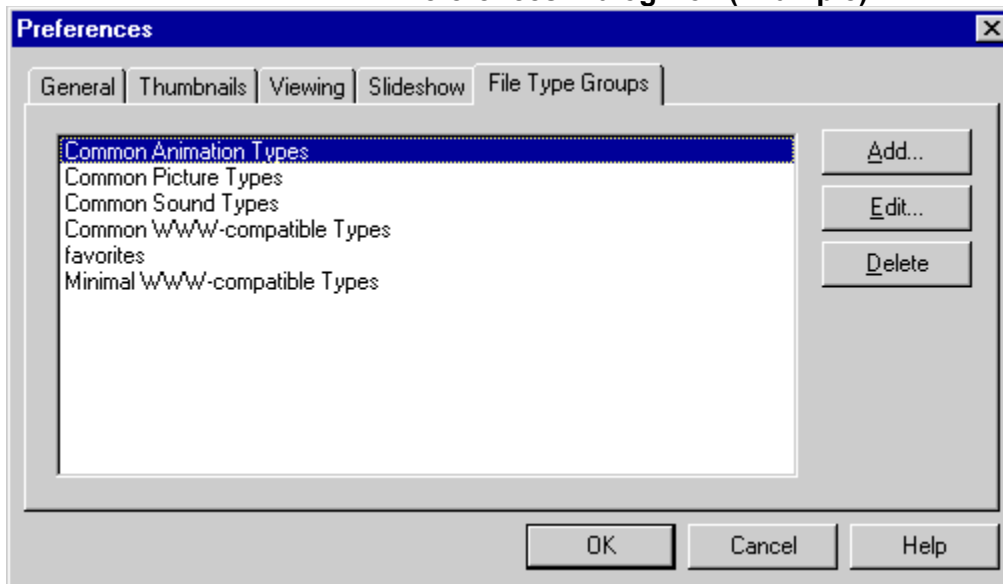 Preferences
General Thumbnails Viewing Slideshow File Type Groups
Common Animation Types
Common Picture Types
Common Sound Types
Common WWW-compatible Types
favorites
Minimal WWW-compatible Types
Add...
Edit...
Delete
OK Cancel Help